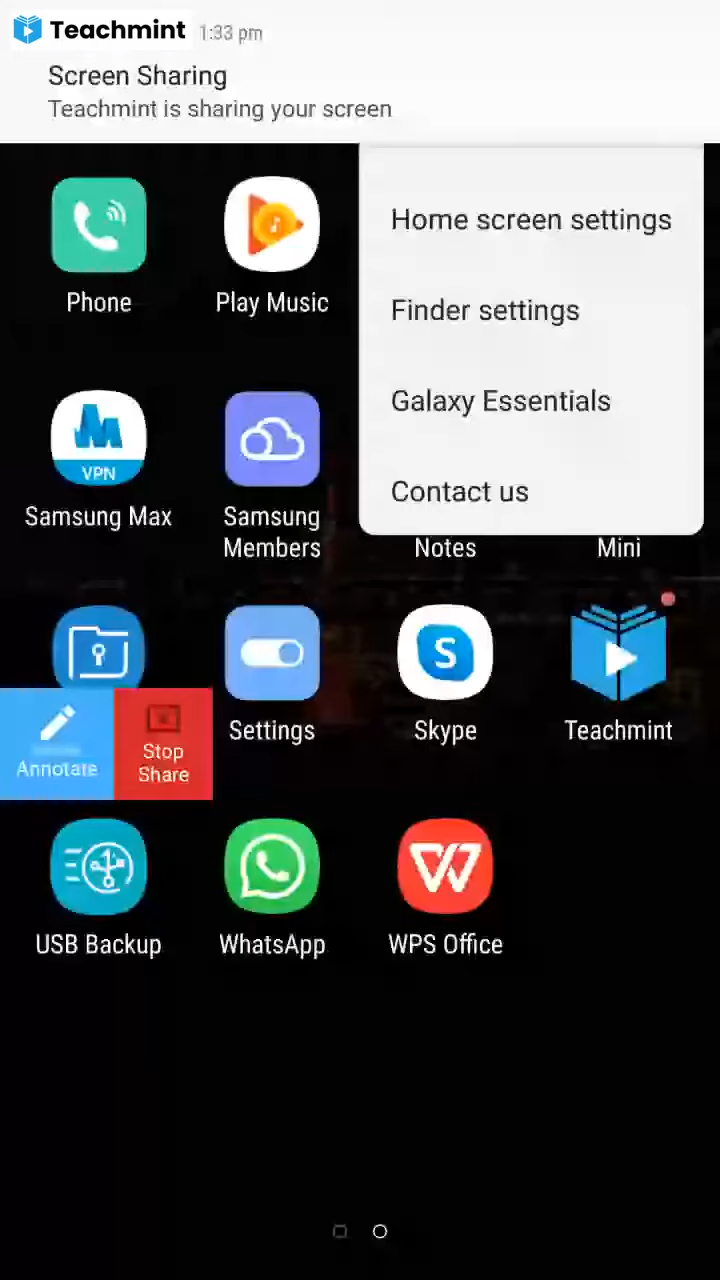 Teachmint 1:33 pm
Screen Sharing
Teachmint is sharing your screen
Home screen settings
Finder settings
Galaxy Essentials
Contact us
Phone
Play Music
VPN
Samsung Max
Samsung
Members
Notes
Mini
S
Annotate
Stop
Share
Settings
Skype
Teachmint
USB Backup
WhatsApp
WPS Office